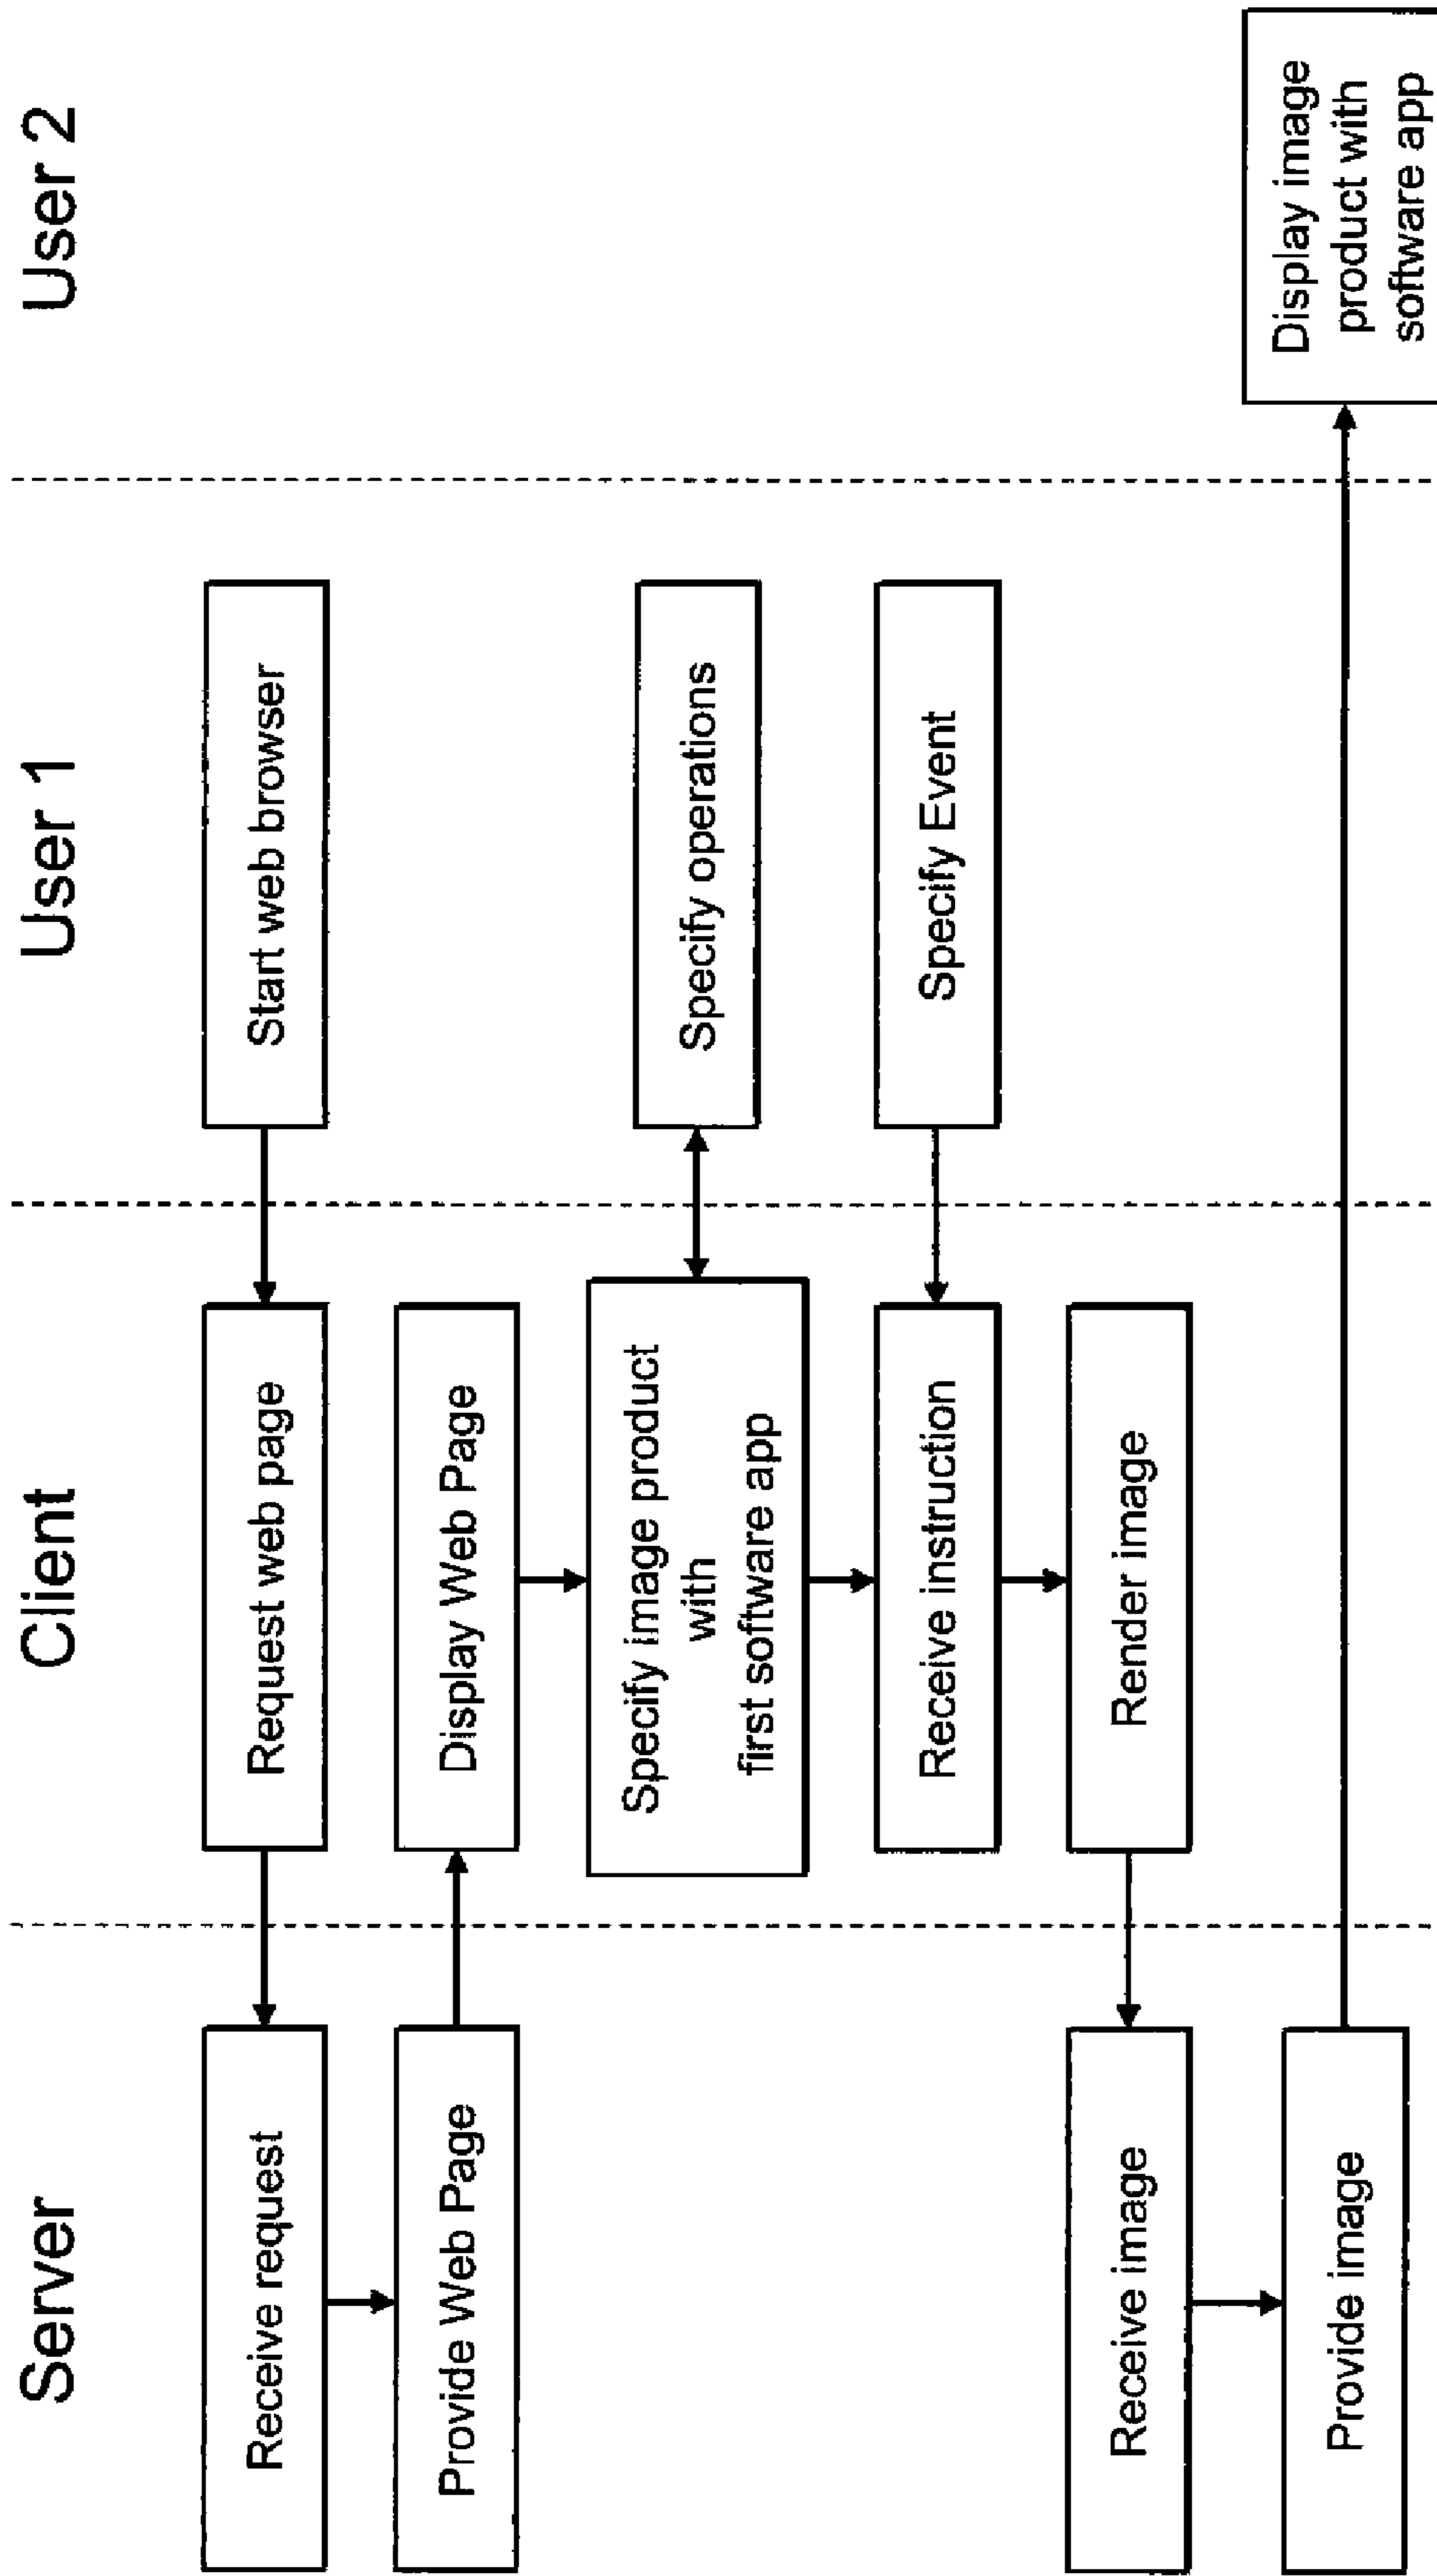 Server
Client
User 1
User 2
Receive request
Request web page
Start web browser
Provide Web Page
Display Web Page
Specify image product
with
first software app
Specify operations
Receive instruction
Specify Event
Receive image
Render image
Provide image
Display image
product with
software app